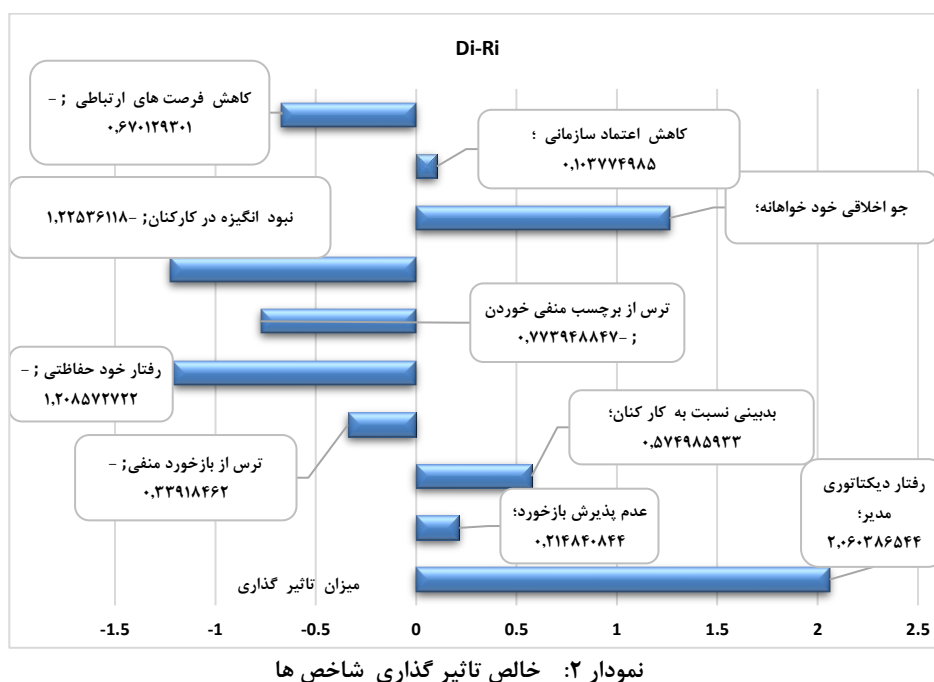 Di-Ri
کاهش فرصت های ارتباطی ; -
۰,۶۷۰۱۲۹۳۰۱
کاهش اعتماد سازمانی ;
۰,۱۰۳۷۷۴۹۸۵
جو اخلاقی خود خواهانه;
نبود انگیزه در کارکنان; -۱,۲۲۵۳۶۱۱۸
ترس از برچسب منفی خوردن
; -۰,۷۷۳۹۴۸۸۴۷
رفتار خود حفاظتی ; -
۱,۲۰۸۵۷۲۷۲۲
بدبینی نسبت به کار کنان;
۰,۵۷۴۹۸۵۹۳۳
ترس از بازخورد منفی; -
۰,۳۳۹۱۸۴۶۲
رفتار دیکتاتوری
مدیر;
۲,۰۶۰۳۸۶۵۴۴
عدم پذیرش بازخورد;
۰,۲۱۴۸۴۰۸۴۴
میزان تاثیر گذاری
-1.5 -1 -0.5 0 0.5 1 1.5 2 2.5
نمودار ۲: خالص تاثیر گذاری شاخص ها